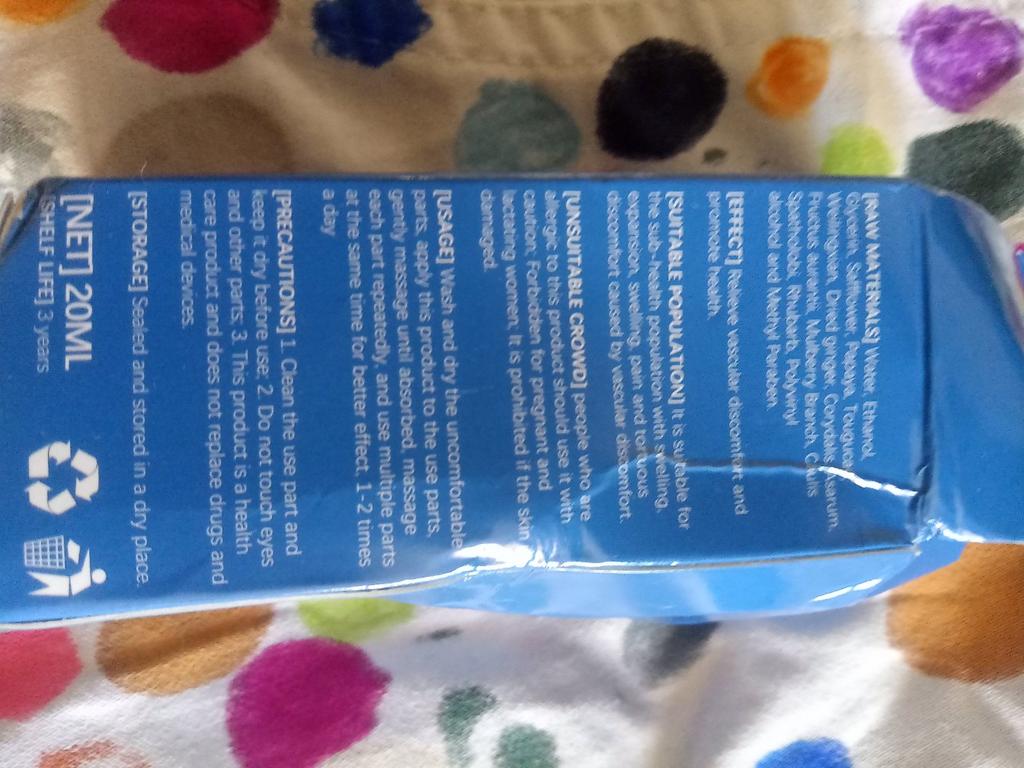 [RAW MATERIALS] Water, Ethanol,
Glycerin, Safflower, Papaya, Tougucao,
Weilingxian, Dried ginger, Corydalis
Fructus aurantii, Mulberry Branch,
Spatholobi, Rhubarb, Polyvinyl
alcohol and Methyl Paraben.
[EFFECT] Relieve vascular discomfort and
promote health.
[SUITABLE POPULATION] It is suitable for
the sub-health population with swelling,
expansion, swelling, pain and
discomfort caused by vascular discomfort.
[UNSUITABLE CROWD] people who are
allergic to this product should use it with
caution. Forbidden for pregnant and
lactating women. It is prohibited if the skin
damaged.
[USAGE] Wash and dry the uncomfortable
parts, apply this product to the use parts,
gently massage until absorbed, massage
each part repeatedly, and use multiple parts
at the same time for better effect. 1-2 times
a day
[PRECAUTIONS] 1. Clean the use part and
keep it dry before use; 2. Do not touch eyes
and other parts; 3. This product is a health
care product and does not replace drugs and
medical devices.
[STORAGE] Sealed and stored in a dry place.
[NET] 20ML
[SHELF LIFE] 3 years